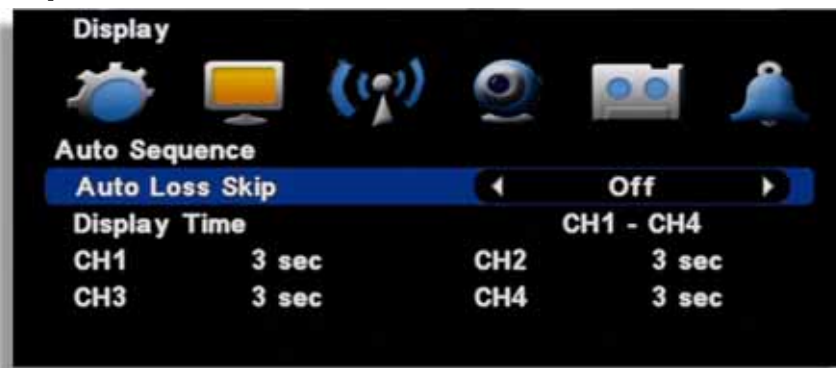 Display
Auto Sequence
Auto Loss Skip Off
Display Time CH1 - CH4
CH1 3 sec CH2 3 sec
CH3 3 sec CH4 3 sec